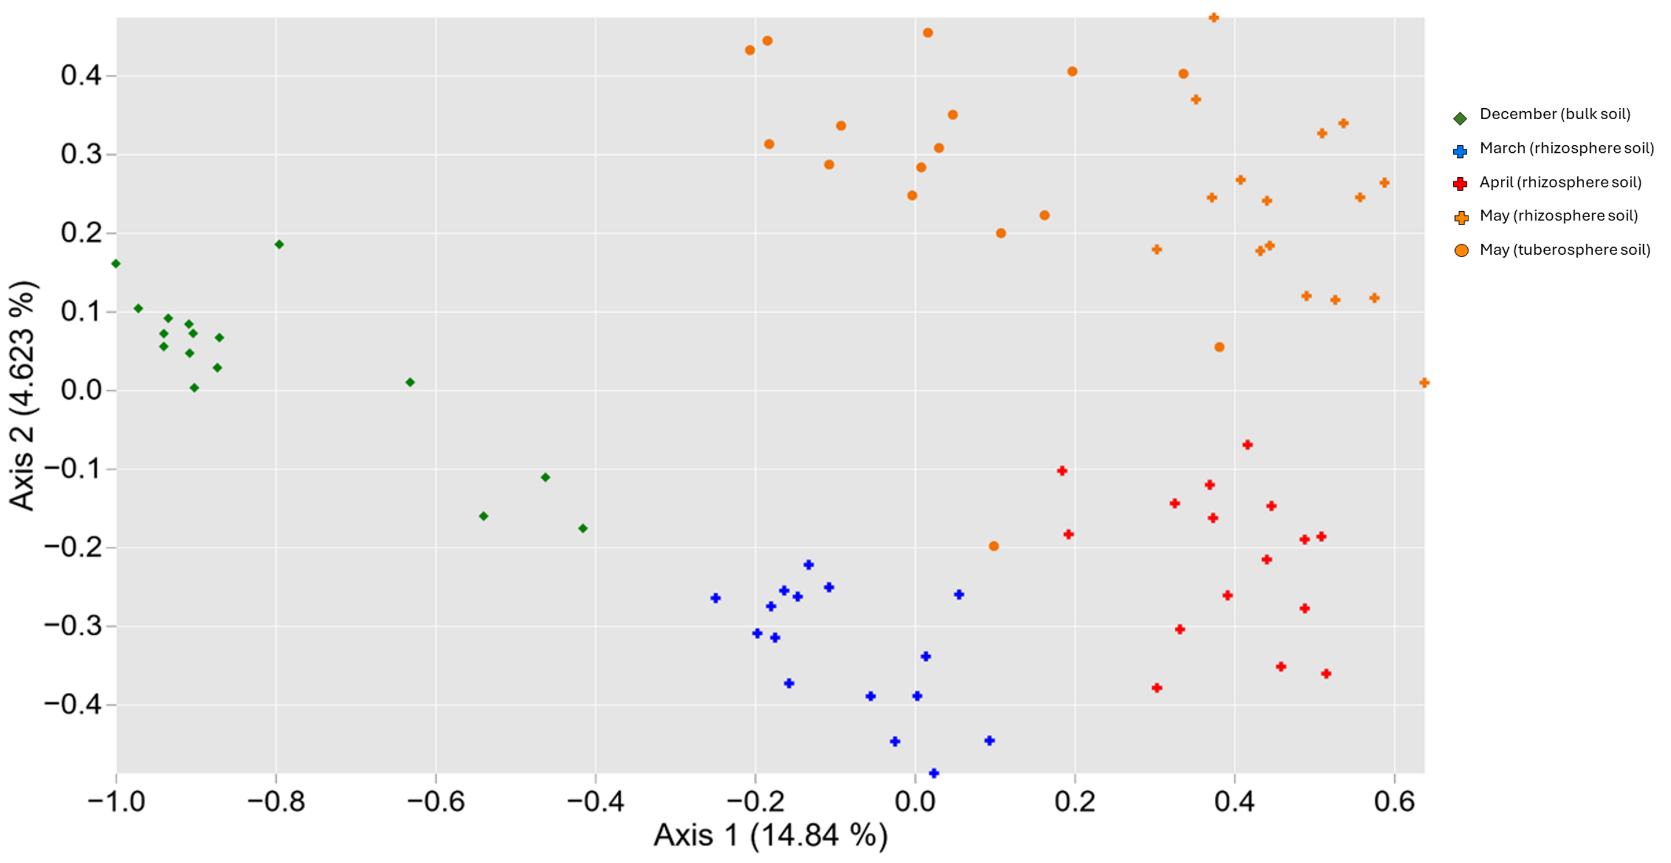 0.4
0.3
0.2
0.1
0.0
−0.1
−0.2
−0.3
−0.4
Axis 2 (4.623 %)
−1.0 −0.8 −0.6 −0.4 −0.2 0.0 0.2 0.4 0.6
Axis 1 (14.84 %)
December (bulk soil)
March (rhizosphere soil)
April (rhizosphere soil)
May (rhizosphere soil)
May (tuberosphere soil)